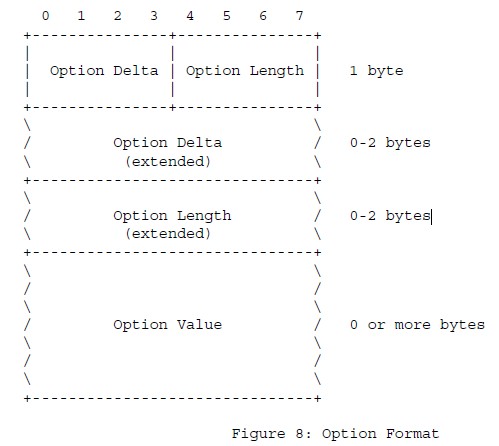 0 1 2 3 4 5 6 7
Option Delta Option Length 1 byte
Option Delta 0-2 bytes
(extended)
Option Length 0-2 bytes
(extended)
Option Value 0 or more bytes
Figure 8: Option Format